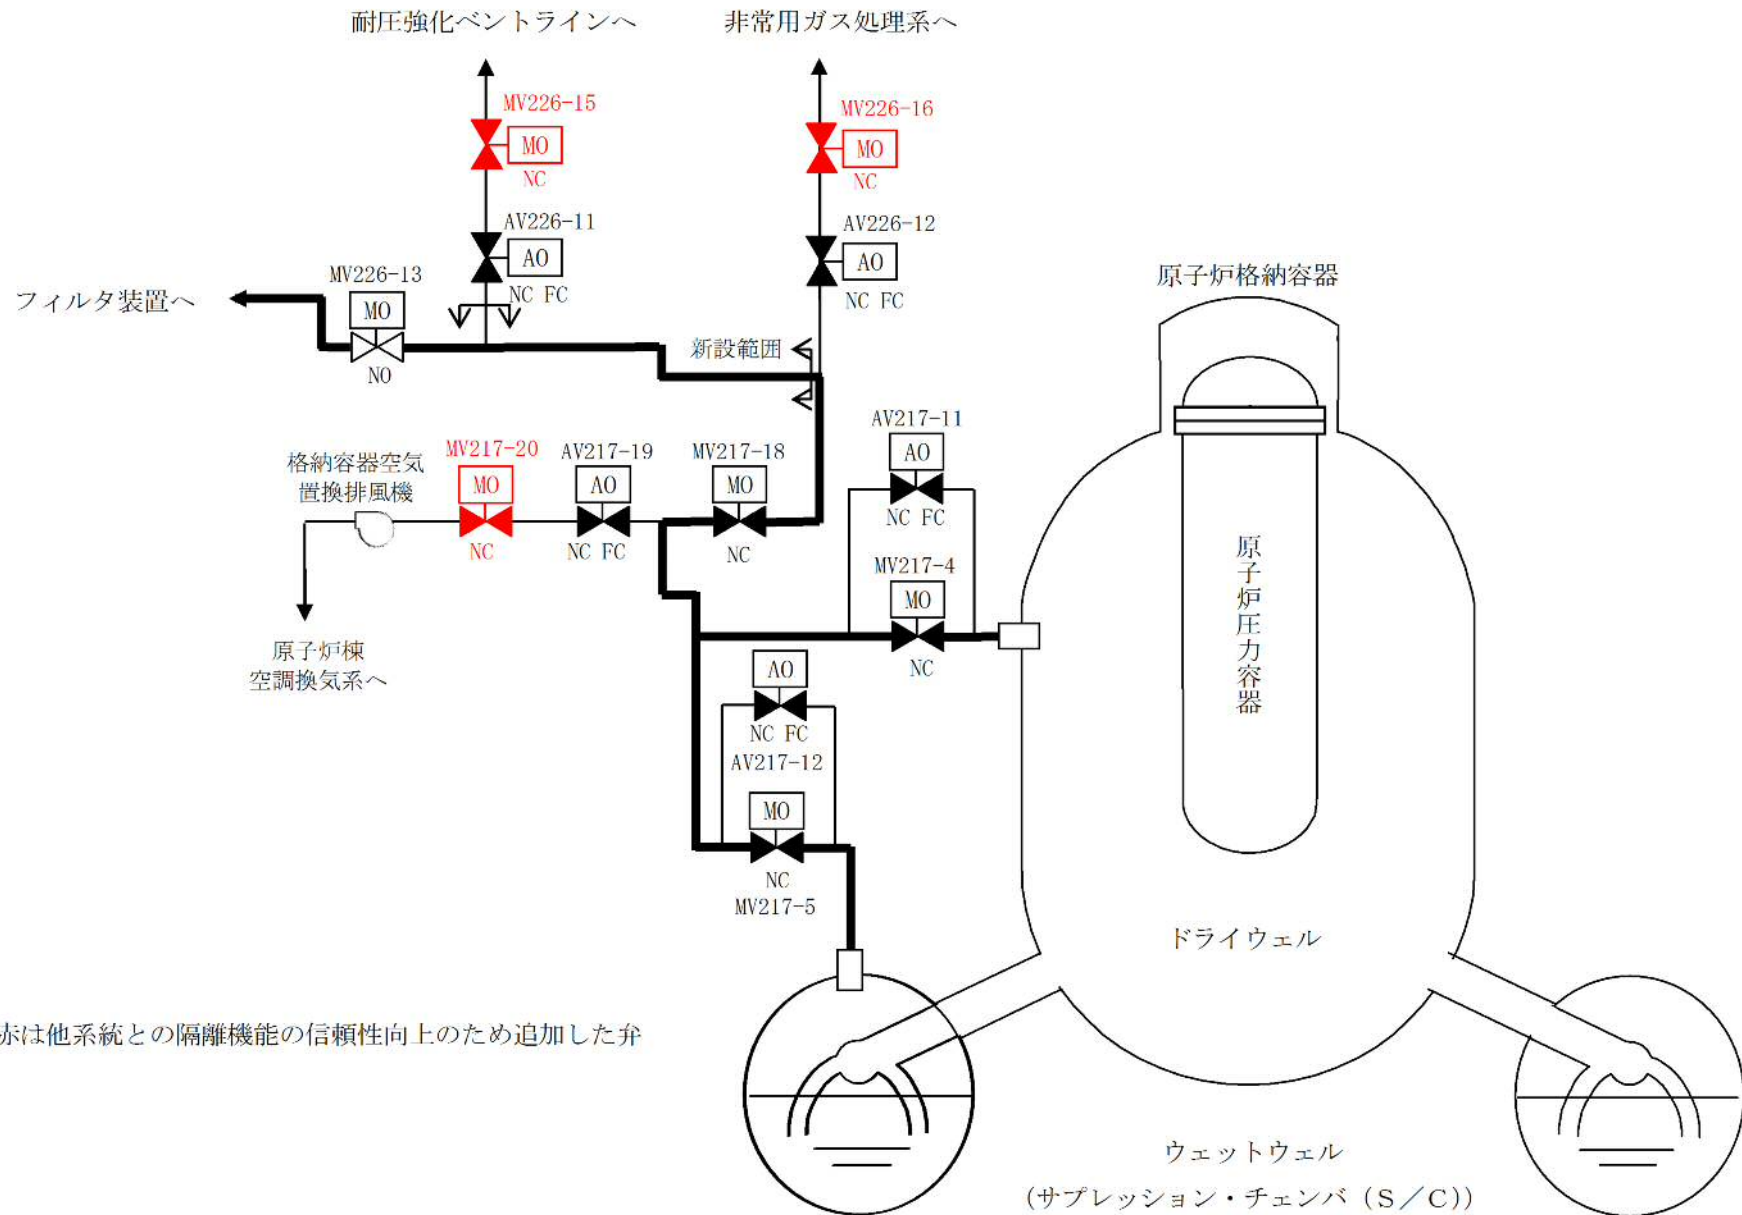 耐圧強化ベントラインへ
非常用ガス処理系へ
MV226-15
MO
NC
MV226-16
MO
NC
AV226-11
AO
NC FC
AV226-12
AO
NC FC
フィルタ装置へ
MV226-13
MO
NO
新設範囲
原子炉格納容器
格納容器空気
置換排風機
MV217-20
MO
NC
AV217-19
AO
NC FC
MV217-18
MO
NC
AV217-11
AO
NC FC
MV217-4
MO
NC
原子炉圧力容器
原子炉棟
空調換気系へ
AO
NC FC
AV217-12
MO
NC
MV217-5
ドライウェル
赤は他系統との隔離機能の信頼性向上のため追加した弁
ウェットウェル
(サプレッション・チェンバ(S/C))